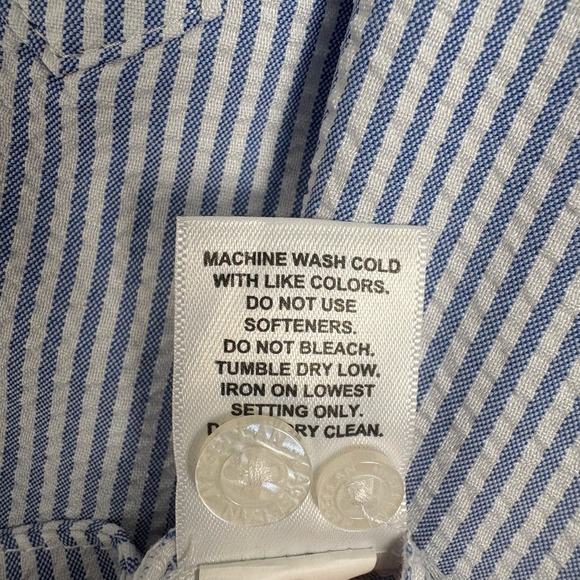 MACHINE WASH COLD
WITH LIKE COLORS.
DO NOT USE
SOFTENERS.
DO NOT BLEACH.
TUMBLE DRY LOW.
IRON ON LOWEST
SETTING ONLY.
DRY CLEAN.